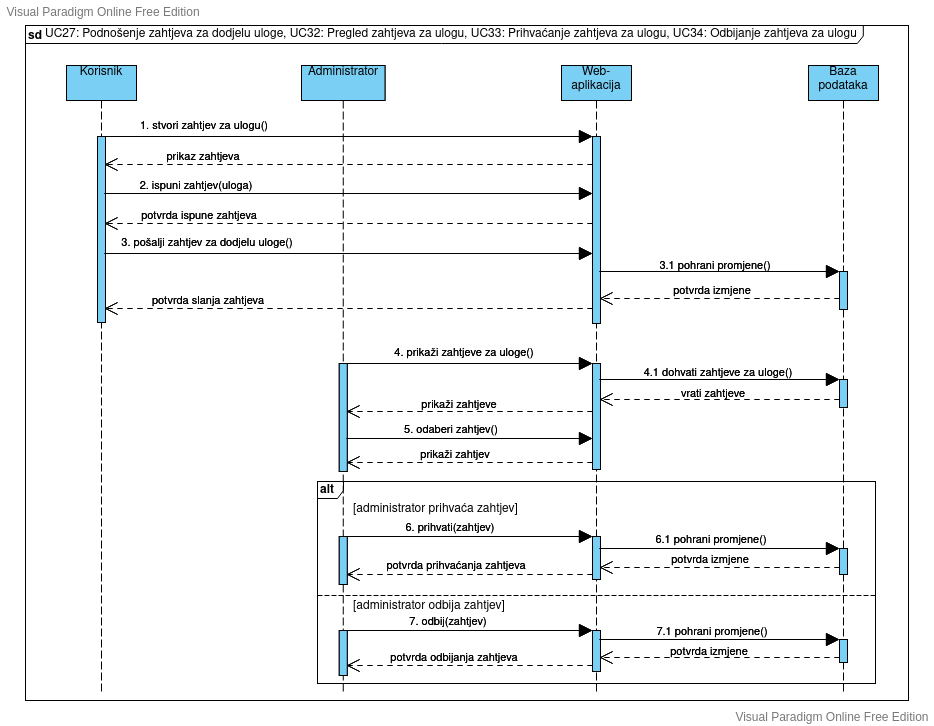 Visual Paradigm Online Free Edition
sd UC27: Podnošenje zahtjeva za dodjelu uloge, UC32: Pregled zahtjeva za ulogu, UC33: Prihvaćanje zahtjeva za ulogu, UC34: Odbijanje zahtjeva za ulogu
Korisnik
Administrator
Web-
aplikacija
Baza
podataka
1. stvori zahtjev za ulogu()
prikaz zahtjeva
2. ispuni zahtjev(uloga)
potvrda ispune zahtjeva
3. pošalji zahtjev za dodjelu uloge()
3.1 pohrani promjene()
potvrda izmjene
potvrda slanja zahtjeva
4. prikaži zahtjeve za uloge()
4.1 dohvati zahtjeve za uloge()
vrati zahtjeve
prikaži zahtjeve
5. odaberi zahtjev()
prikaži zahtjev
alt
[administrator prihvaća zahtjev]
6. prihvati(zahtjev)
6.1 pohrani promjene()
potvrda izmjene
potvrda prihvaćanja zahtjeva
[administrator odbija zahtjev]
7. odbij(zahtjev)
7.1 pohrani promjene()
potvrda izmjene
potvrda odbijanja zahtjeva
Visual Paradigm Online Free Edition